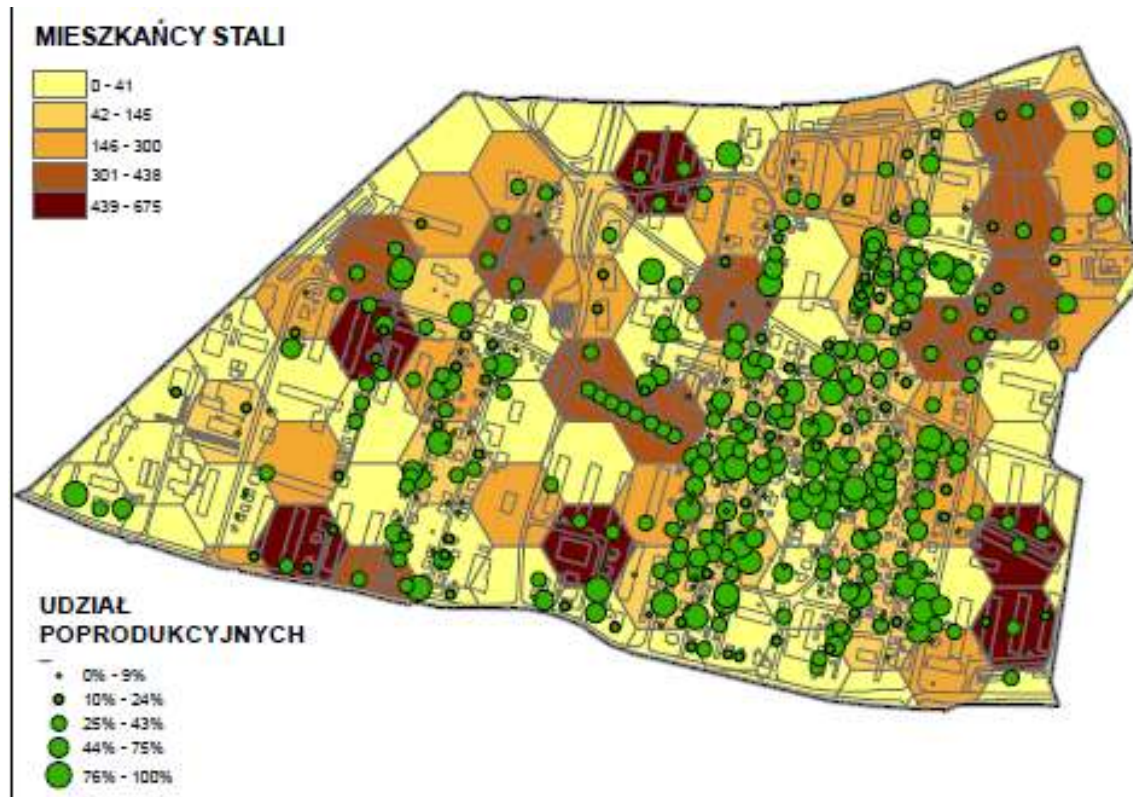 MIESZKAŃCY STALI
0 - 41
42 - 145
146 - 300
301 - 438
439 - 675
UDZIAŁ
POPRODUKCYJNYCH
0% - 9%
10% - 24%
25% - 43%
44% - 75%
76% - 100%